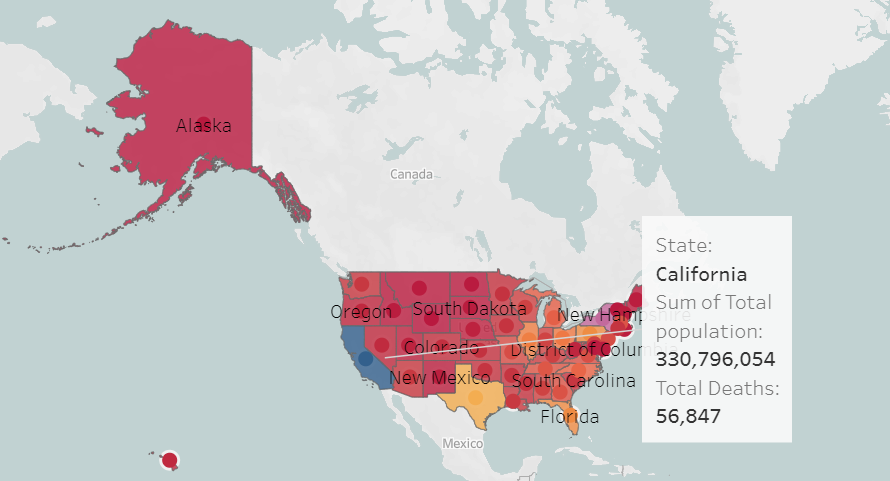 Alaska
Canada
State:
California
Sum of Total
population:
330,796,054
Total Deaths:
56,847
Oregon
South Dakota
New Hampshire
Colorado
District of Columbia
New Mexico
South Carolina
Florida
Mexico